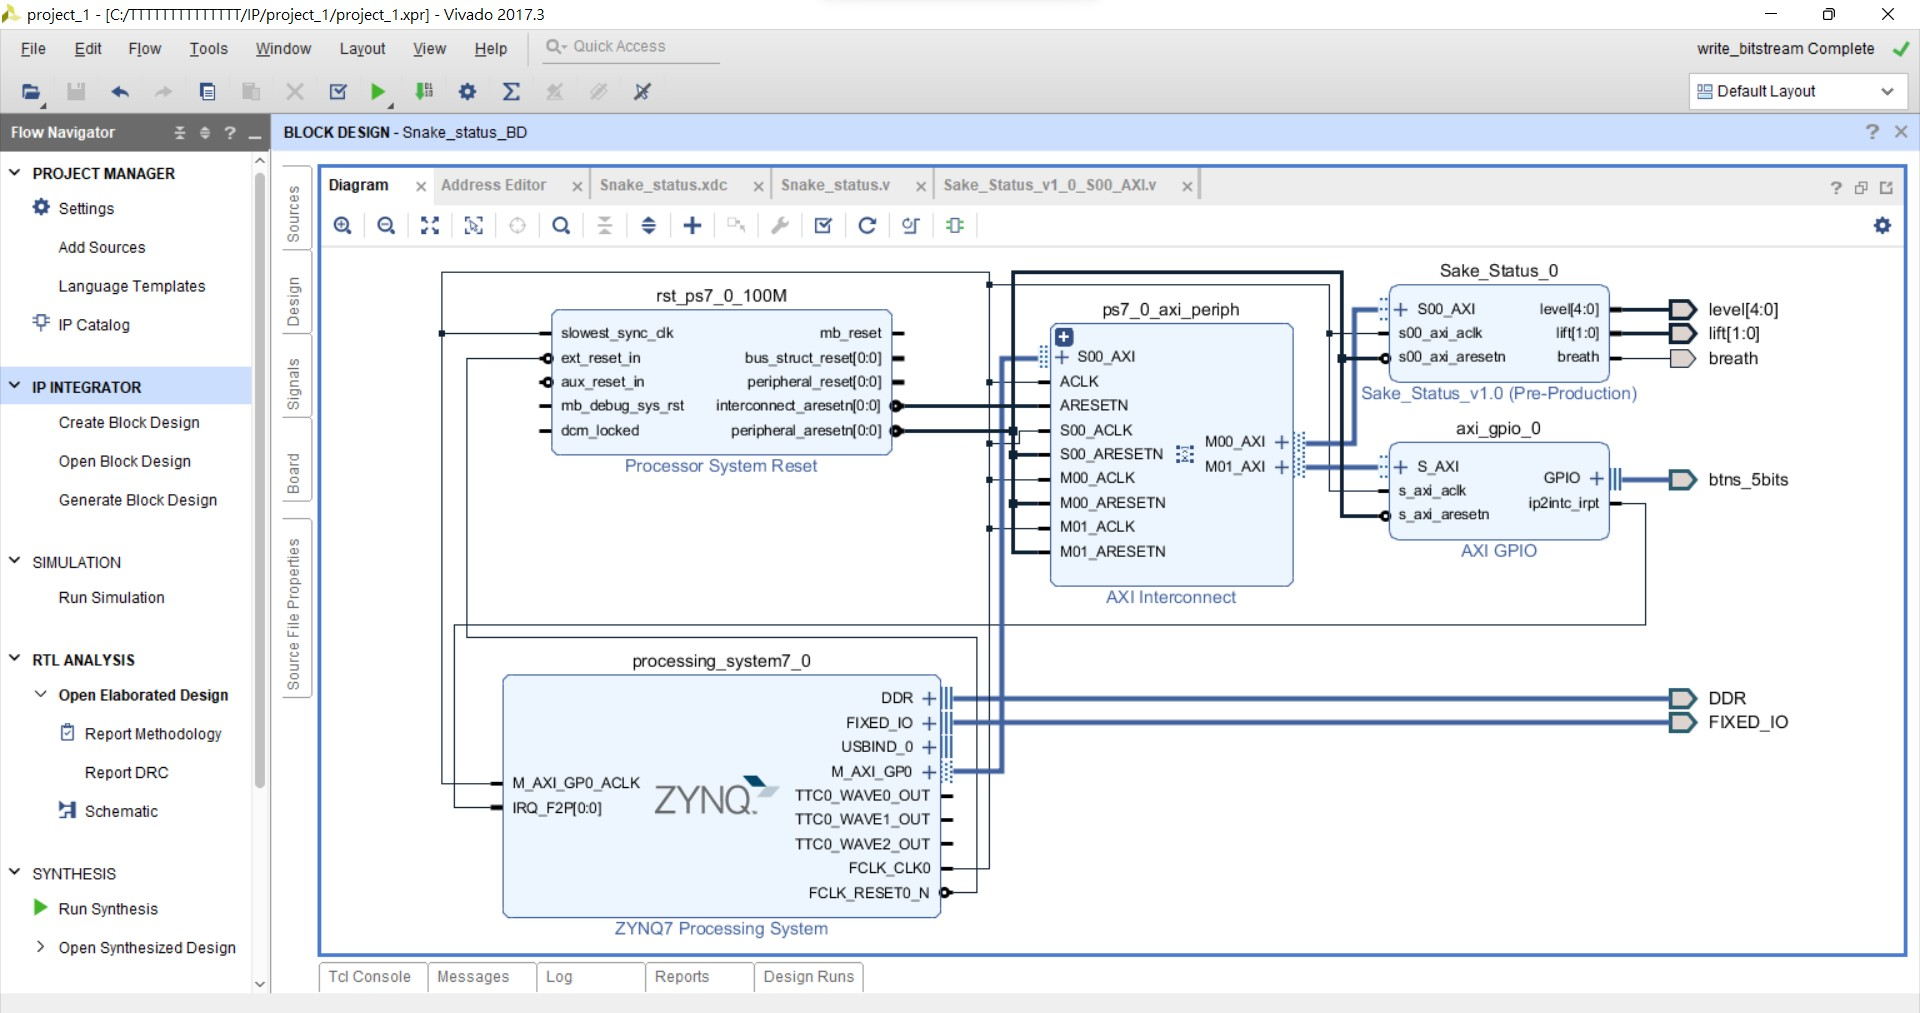 project_1 - [C:/TTTTTTTTTTTTTT/IP/project_1/project_1.xpr] - Vivado 2017.3
File Edit Flow Tools Window Layout View Help Quick Access
write_bitstream Complete
Default Layout
Flow Navigator
BLOCK DESIGN - Snake_status_BD
PROJECT MANAGER
Settings
Add Sources
Language Templates
IP Catalog
IP INTEGRATOR
Create Block Design
Open Block Design
Generate Block Design
SIMULATION
Run Simulation
RTL ANALYSIS
Open Elaborated Design
Report Methodology
Report DRC
Schematic
SYNTHESIS
Run Synthesis
Open Synthesized Design
Sources
Design
Signals
Board
Source File Properties
Diagram
Address Editor
Snake_status.xdc
Snake_status.v
Sake_Status_v1_0_S00_AXI.v
rst_ps7_0_100M
slowest_sync_clk
ext_reset_in
aux_reset_in
mb_debug_sys_rst
dcm_locked
mb_reset
bus_struct_reset[0:0]
peripheral_reset[0:0]
interconnect_aresetn[0:0]
peripheral_aresetn[0:0]
Processor System Reset
ps7_0_axi_periph
S00_AXI
ACLK
ARESETN
S00_ACLK
S00_ARESETN
M00_ACLK
M00_ARESETN
M01_ACLK
M01_ARESETN
M00_AXI
M01_AXI
AXI Interconnect
Sake_Status_0
S00_AXI
s00_axi_aclk
s00_axi_aresetn
level[4:0]
lift[1:0]
breath
Sake_Status_v1.0 (Pre-Production)
level[4:0]
lift[1:0]
breath
axi_gpio_0
S_AXI
s_axi_aclk
s_axi_aresetn
GPIO
ip2intc_irpt
AXI GPIO
btns_5bits
processing_system7_0
M_AXI_GP0_ACLK
IRQ_F2P[0:0]
ZYNQ
DDR
FIXED_IO
USBIND_0
M_AXI_GP0
TTC0_WAVE0_OUT
TTC0_WAVE1_OUT
TTC0_WAVE2_OUT
FCLK_CLK0
FCLK_RESET0_N
ZYNQ7 Processing System
DDR
FIXED_IO
Tcl Console
Messages
Log
Reports
Design Runs